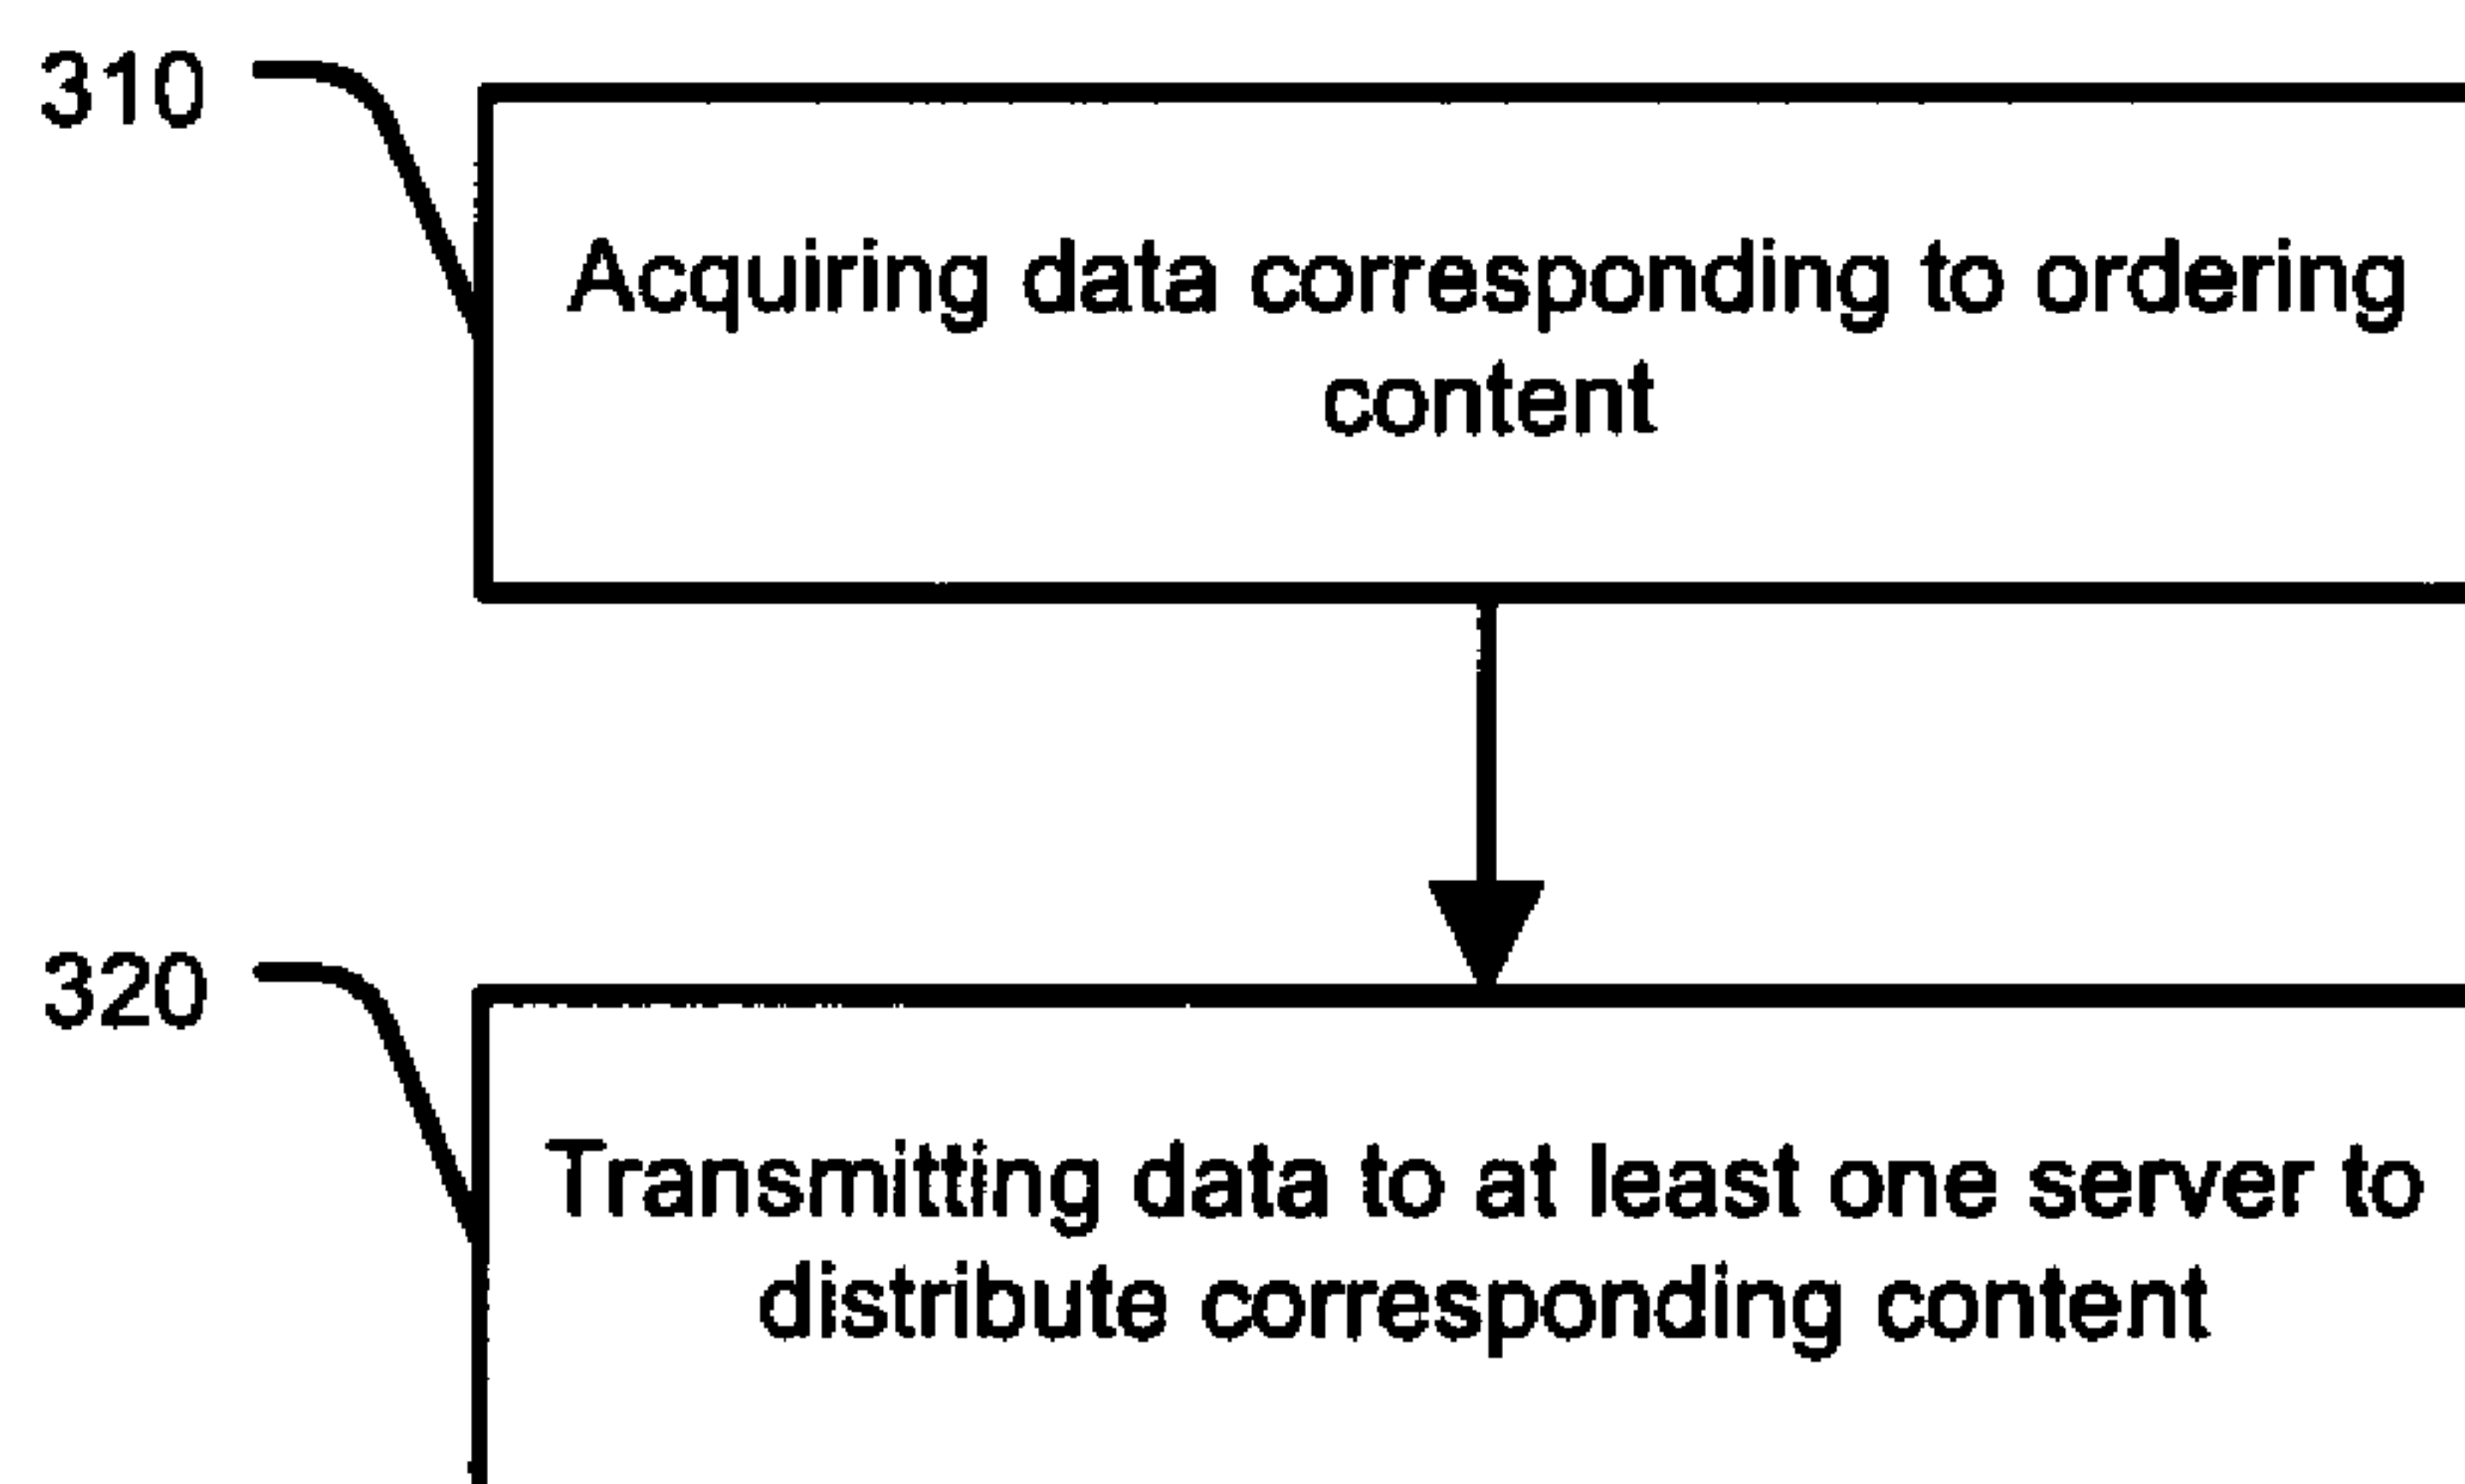 310
Acquiring data corresponding to ordering
content
320
Transmitting data to at least one server to
distribute corresponding content